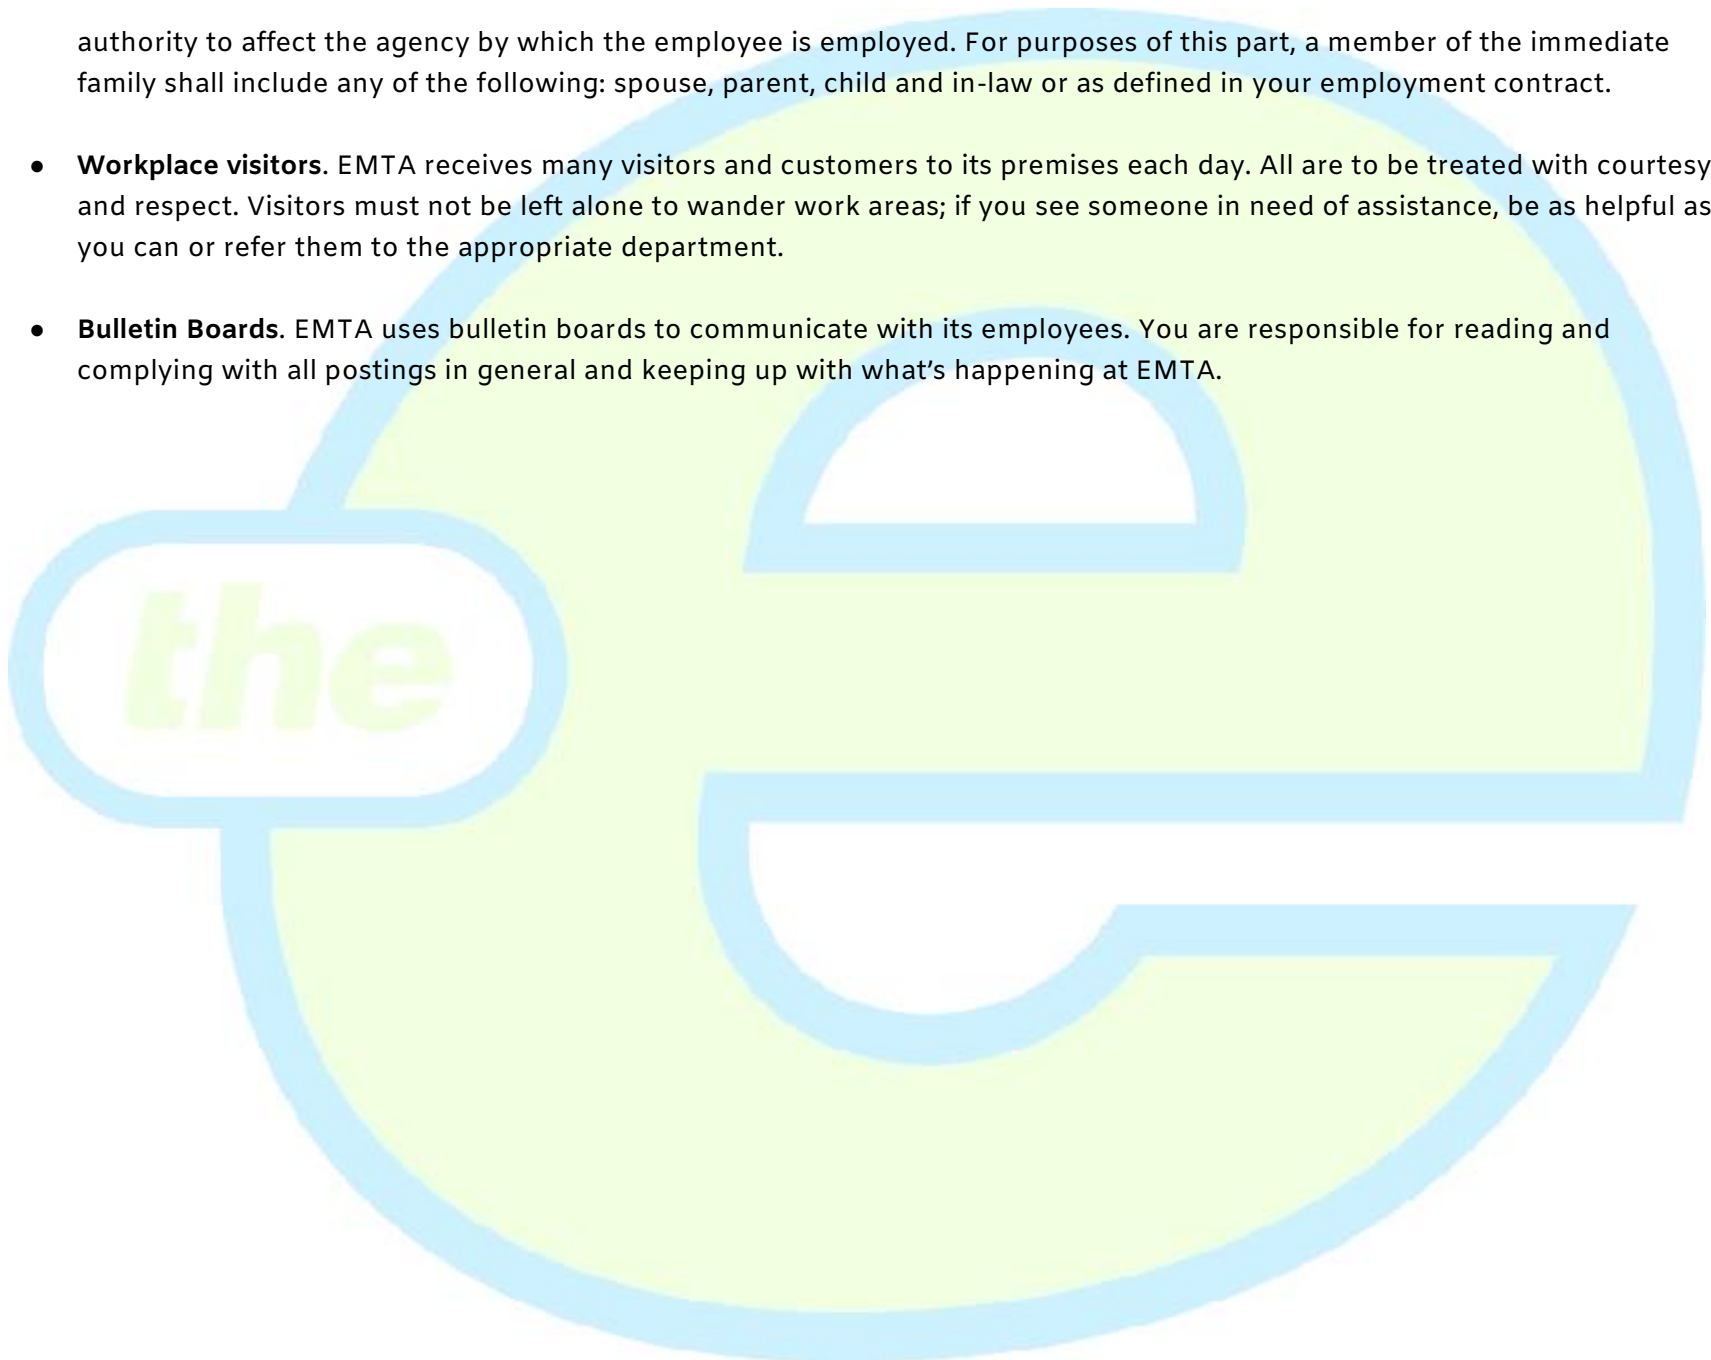 authority to affect the agency by which the employee is employed. For purposes of this part, a member of the immediate
family shall include any of the following: spouse, parent, child and in-law or as defined in your employment contract.
● Workplace visitors. EMTA receives many visitors and customers to its premises each day. All are to be treated with courtesy
and respect. Visitors must not be left alone to wander work areas; if you see someone in need of assistance, be as helpful as
you can or refer them to the appropriate department.
● Bulletin Boards. EMTA uses bulletin boards to communicate with its employees. You are responsible for reading and
complying with all postings in general and keeping up with what’s happening at EMTA.
the
e